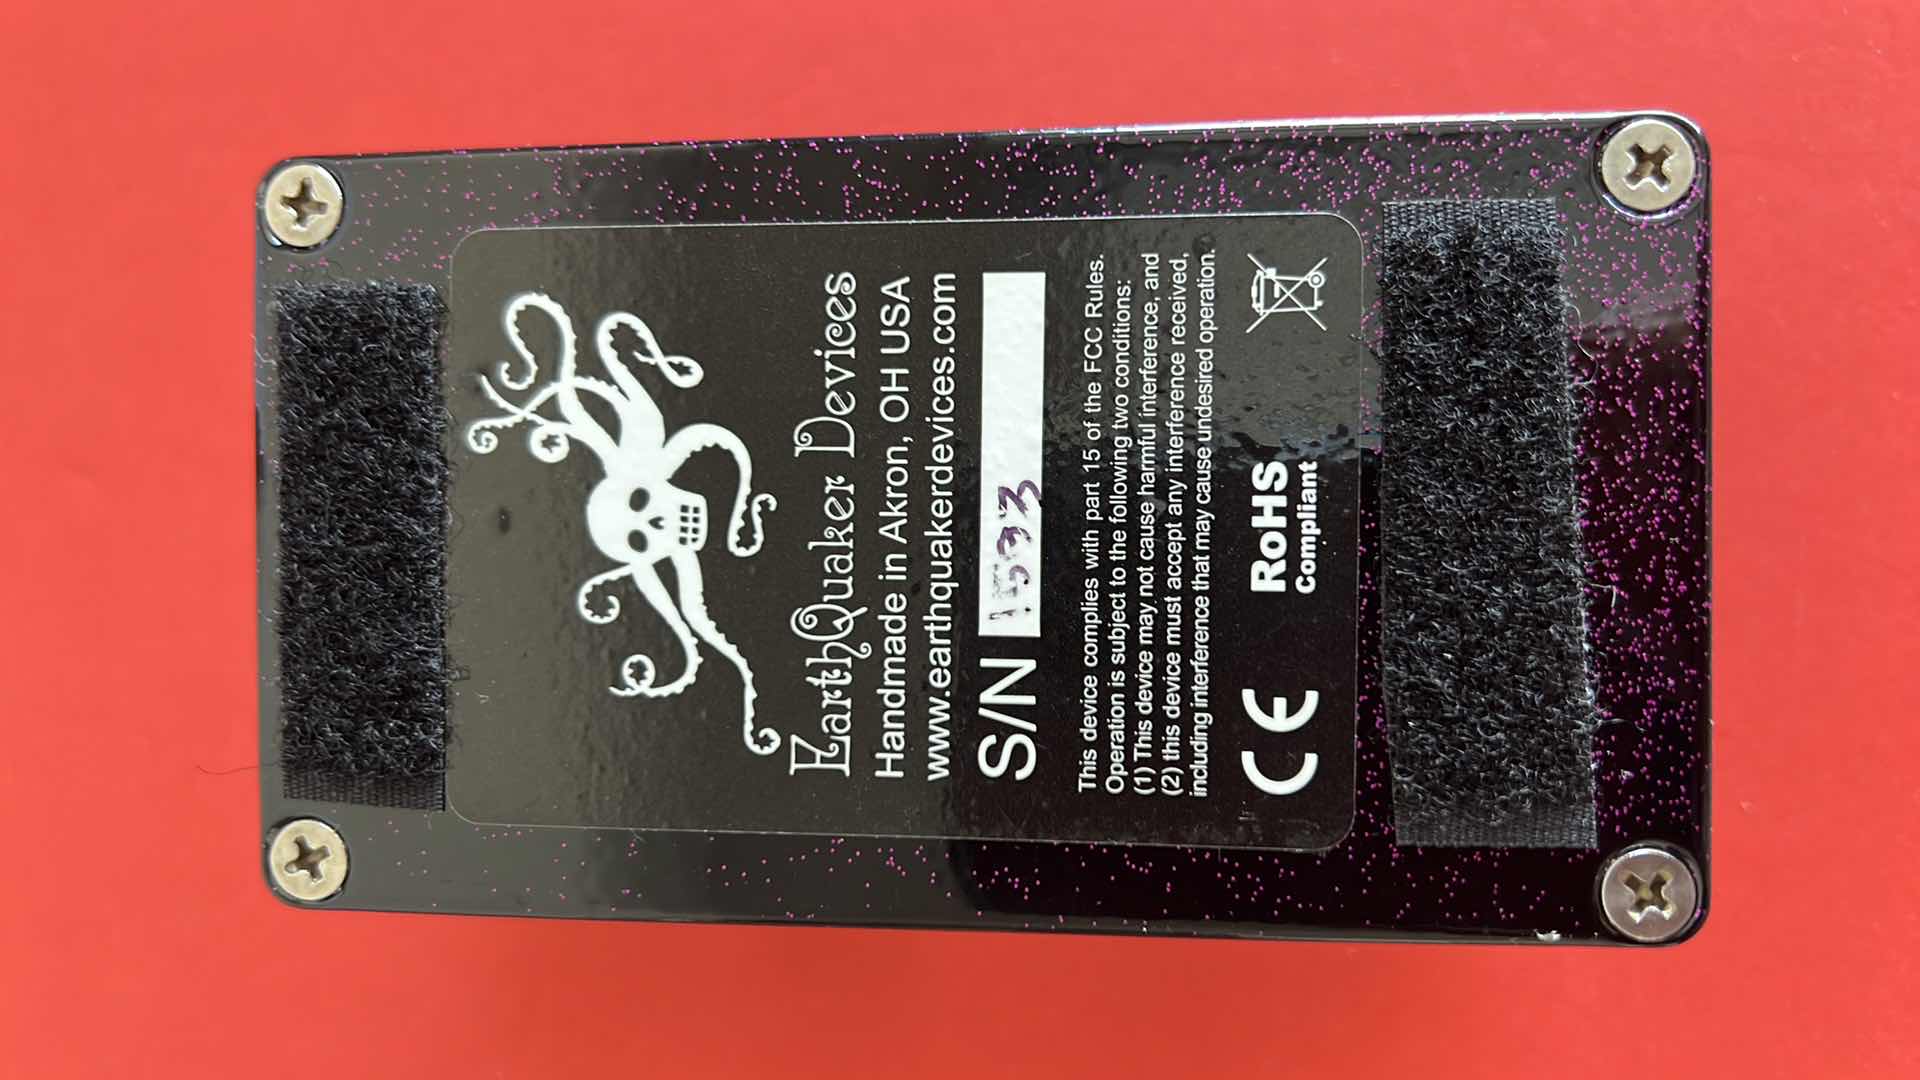 EarthQuaker Devices
Handmade in Akron, OH USA
www.earthquakerdevices.com
S/N 1533
This device complies with part 15 of the FCC Rules.
Operation is subject to the following two conditions:
(1) This device may not cause harmful interference, and
(2) this device must accept any interference received,
including interference that may cause undesired operation.
CE RoHS
Compliant